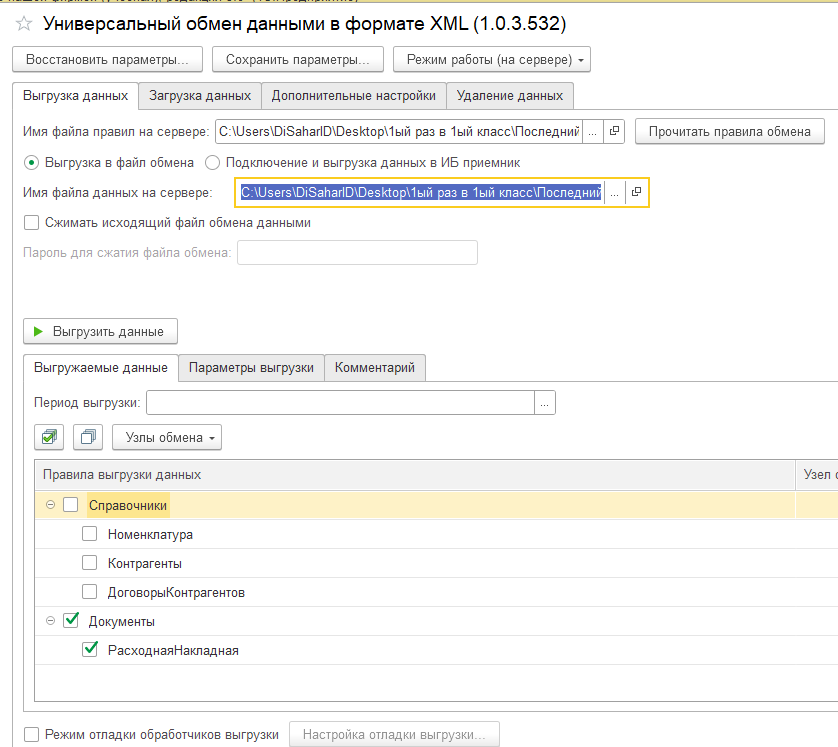 Универсальный обмен данными в формате XML (1.0.3.532)
Восстановить параметры... Сохранить параметры... Режим работы (на сервере)
Выгрузка данных Загрузка данных Дополнительные настройки Удаление данных
Имя файла правил на сервере: C:\Users\DiSaharID\Desktop\1ый раз в 1ый класс\Последний ... Прочитать правила обмена
Выгрузка в файл обмена Подключение и выгрузка данных в ИБ приемник
Имя файла данных на сервере: C:\Users\DiSaharID\Desktop\1ый раз в 1ый класс\Последний ...
Сжимать исходящий файл обмена данными
Пароль для сжатия файла обмена:
Выгрузить данные
Выгружаемые данные Параметры выгрузки Комментарий
Период выгрузки: ...
Узлы обмена
Правила выгрузки данных Узел
Справочники
Номенклатура
Контрагенты
ДоговорыКонтрагентов
Документы
РасходнаяНакладная
Режим отладки обработчиков выгрузки Настройка отладки выгрузки...